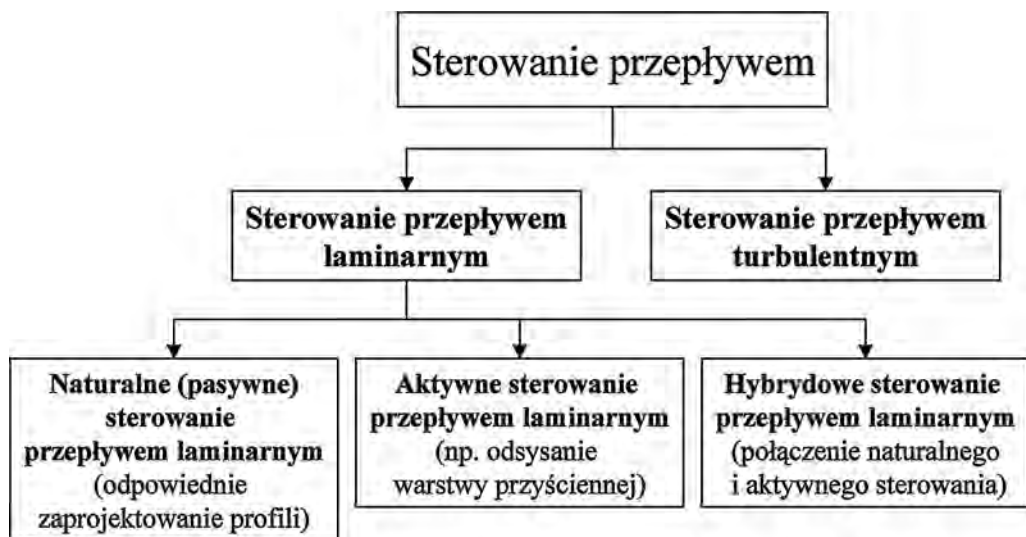 Sterowanie przepływem
Sterowanie przepływem
laminarnym
Sterowanie przepływem
turbulentnym
Naturalne (pasywne)
sterowanie
przepływem laminarnym
(odpowiednie
zaprojektowanie profili)
Aktywne sterowanie
przepływem laminarnym
(np. odsysanie
warstwy przyściennej)
Hybrydowe sterowanie
przepływem laminarnym
(połączenie naturalnego
i aktywnego sterowania)